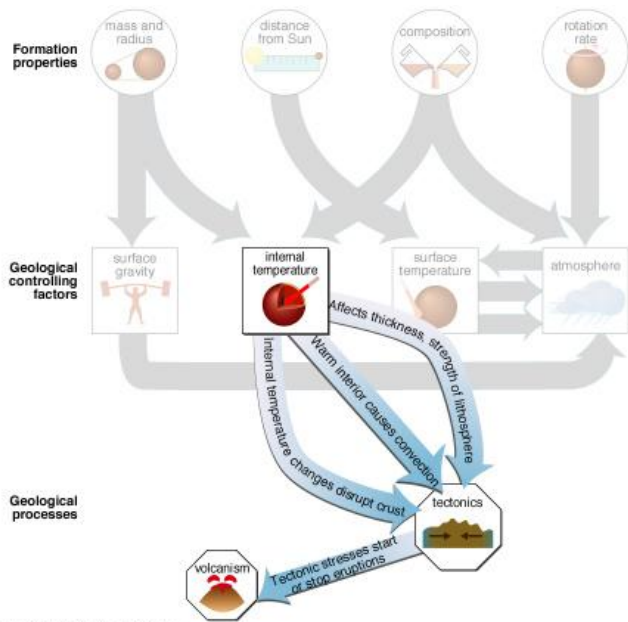 mass and
radius
distance
from Sun
composition
rotation
rate
Formation
properties
surface
gravity
internal
temperature
surface
temperature
atmosphere
Geological
controlling
factors
Affects thickness, strength of lithosphere
Warm interior causes convection
internal temperature changes disrupt crust
Geological
processes
tectonics
Tectonic stresses start
or stop eruptions
volcanism